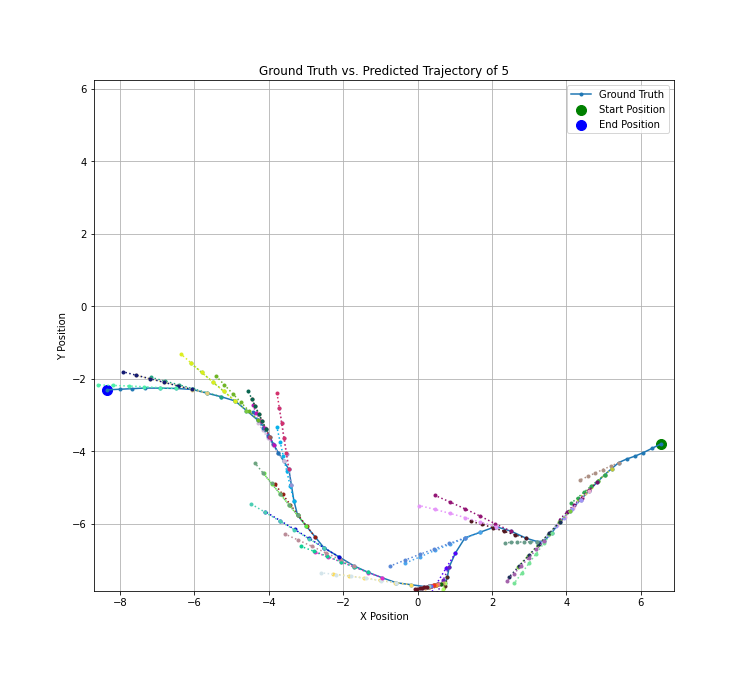 Ground Truth vs. Predicted Trajectory of 5
Ground Truth
Start Position
End Position
6
4
2
0
−2
−4
−6
Y Position
−8 −6 −4 −2 0 2 4 6
X Position